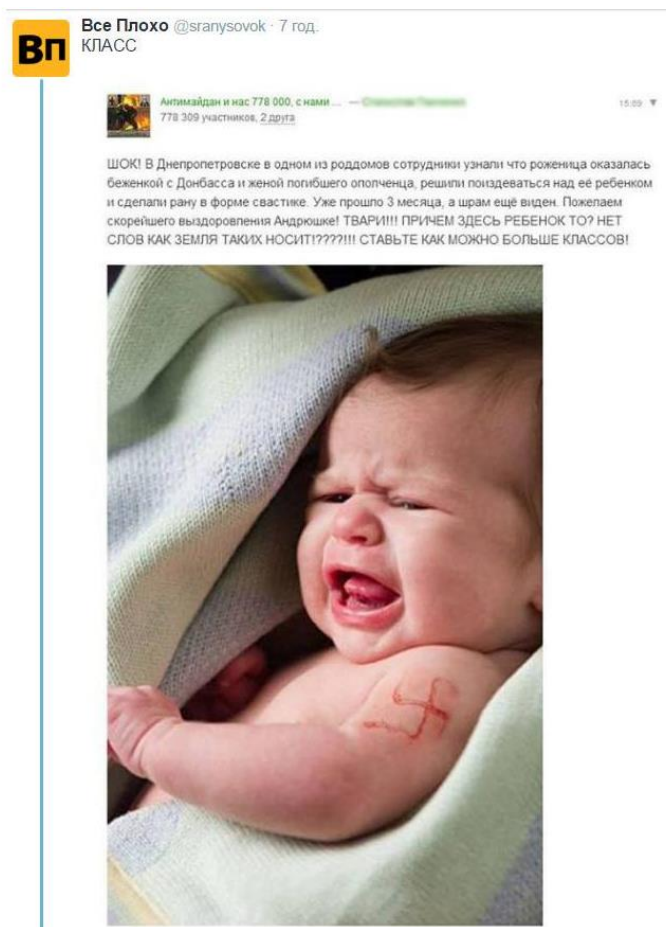 Все Плохо @sranysovok · 7 год.
Вп
КЛАСС
Антимайдан и нас 778 000, с нами ... —
15:09
778 309 участников, 2 друга
ШОК! В Днепропетровске в одном из роддомов сотрудники узнали что роженица оказалась
беженкой с Донбасса и женой погибшего ополченца, решили поиздеваться над её ребенком
и сделали рану в форме свастике. Уже прошло 3 месяца, а шрам ещё виден. Пожелаем
скорейшего выздоровления Андрюшке! ТВАРИ!!! ПРИЧЕМ ЗДЕСЬ РЕБЕНОК ТО? НЕТ
СЛОВ КАК ЗЕМЛЯ ТАКИХ НОСИТ!????!!! СТАВЬТЕ КАК МОЖНО БОЛЬШЕ КЛАССОВ!